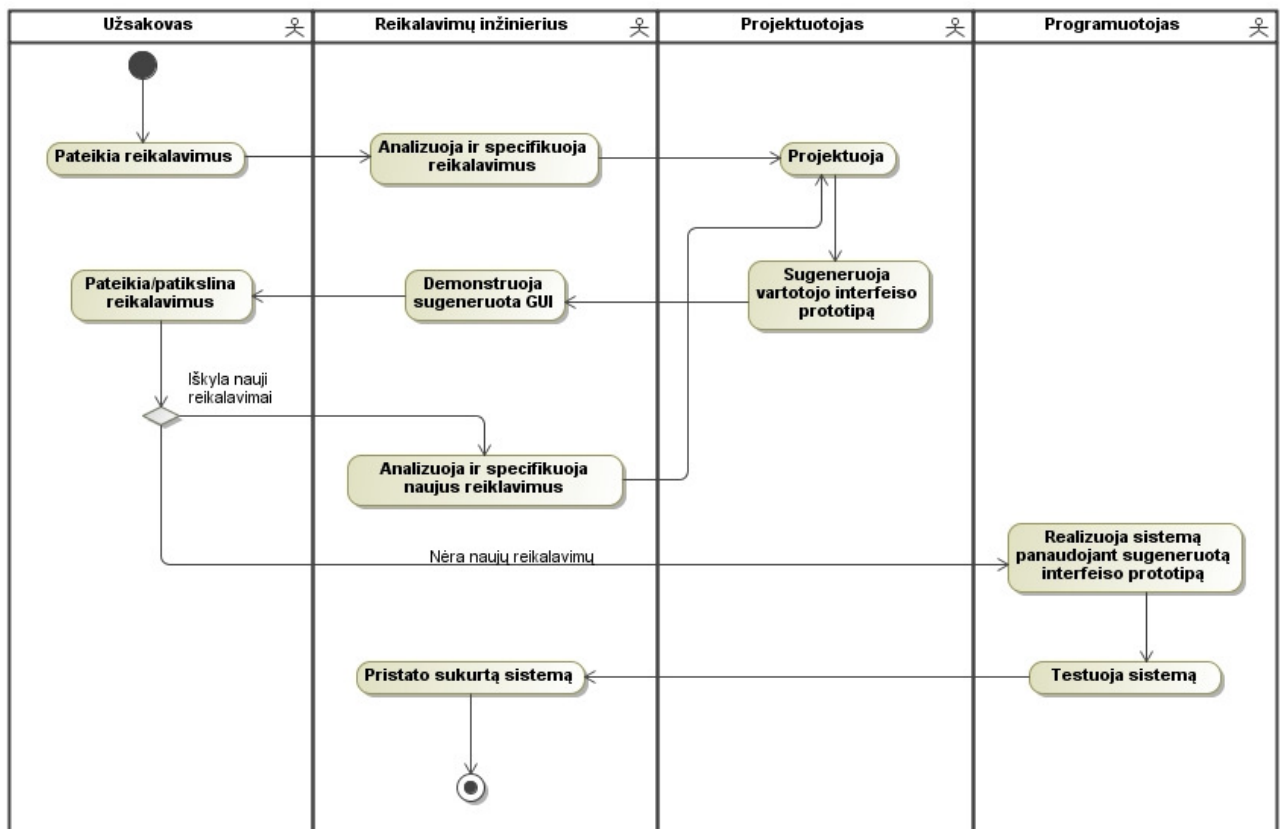 Užsakovas
Reikalavimų inžinierius
Projektuotojas
Programuotojas
Pateikia reikalavimus
Analizuoja ir specifikuoja
reikalavimus
Projektuoja
Pateikia/patikslina
reikalavimus
Demonstruoja
sugeneruota GUI
Sugeneruoja
vartotojo interfeiso
prototipą
Iškyla nauji
reikalavimai
Analizuoja ir specifikuoja
naujus reiklavimus
Nėra naujų reikalavimų
Realizuoja sistemą
panaudojant sugeneruotą
interfeiso prototipą
Pristato sukurtą sistemą
Testuoja sistemą